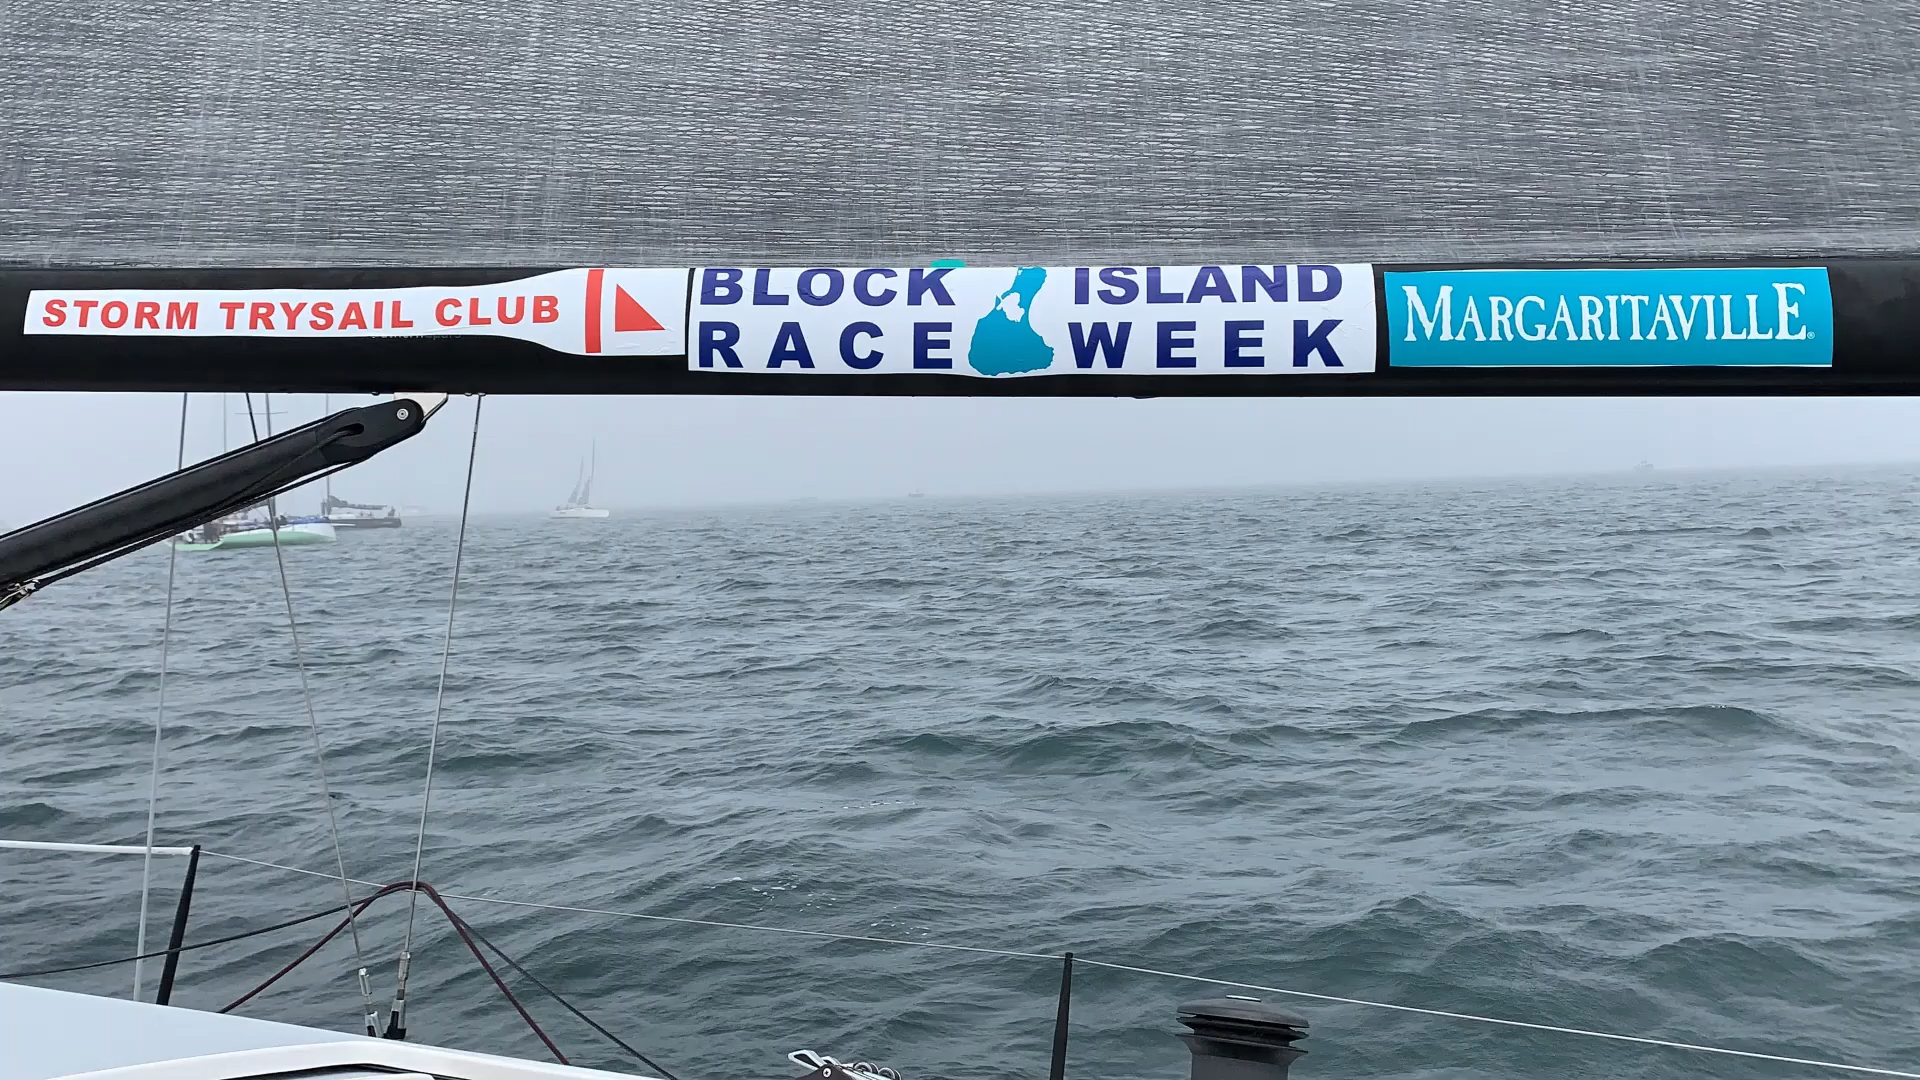 STORM TRYSAIL CLUB
BLOCK ISLAND
RACE WEEK
MARGARITAVILLE®